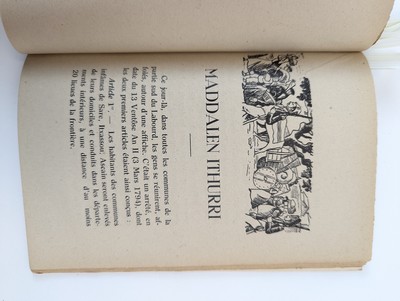 MADDALEN ITHURRI
Ce jour-là, dans toutes les communes de la
partie sud du Labourd, les gens se réunirent, af-
folés, autour d'une affiche. C'était un arrêté, en
date du 13 Ventôse An II (3 Mars 1794), dont
les deux premiers articles étaient ainsi conçus :
Article 1er. — Les habitants des communes
infâmes de Sare, Itxassou, Ascain seront enlevés
de leurs domiciles et conduits dans les départe-
ments intérieurs, à une distance d'au moins
20 lieues de la frontière.